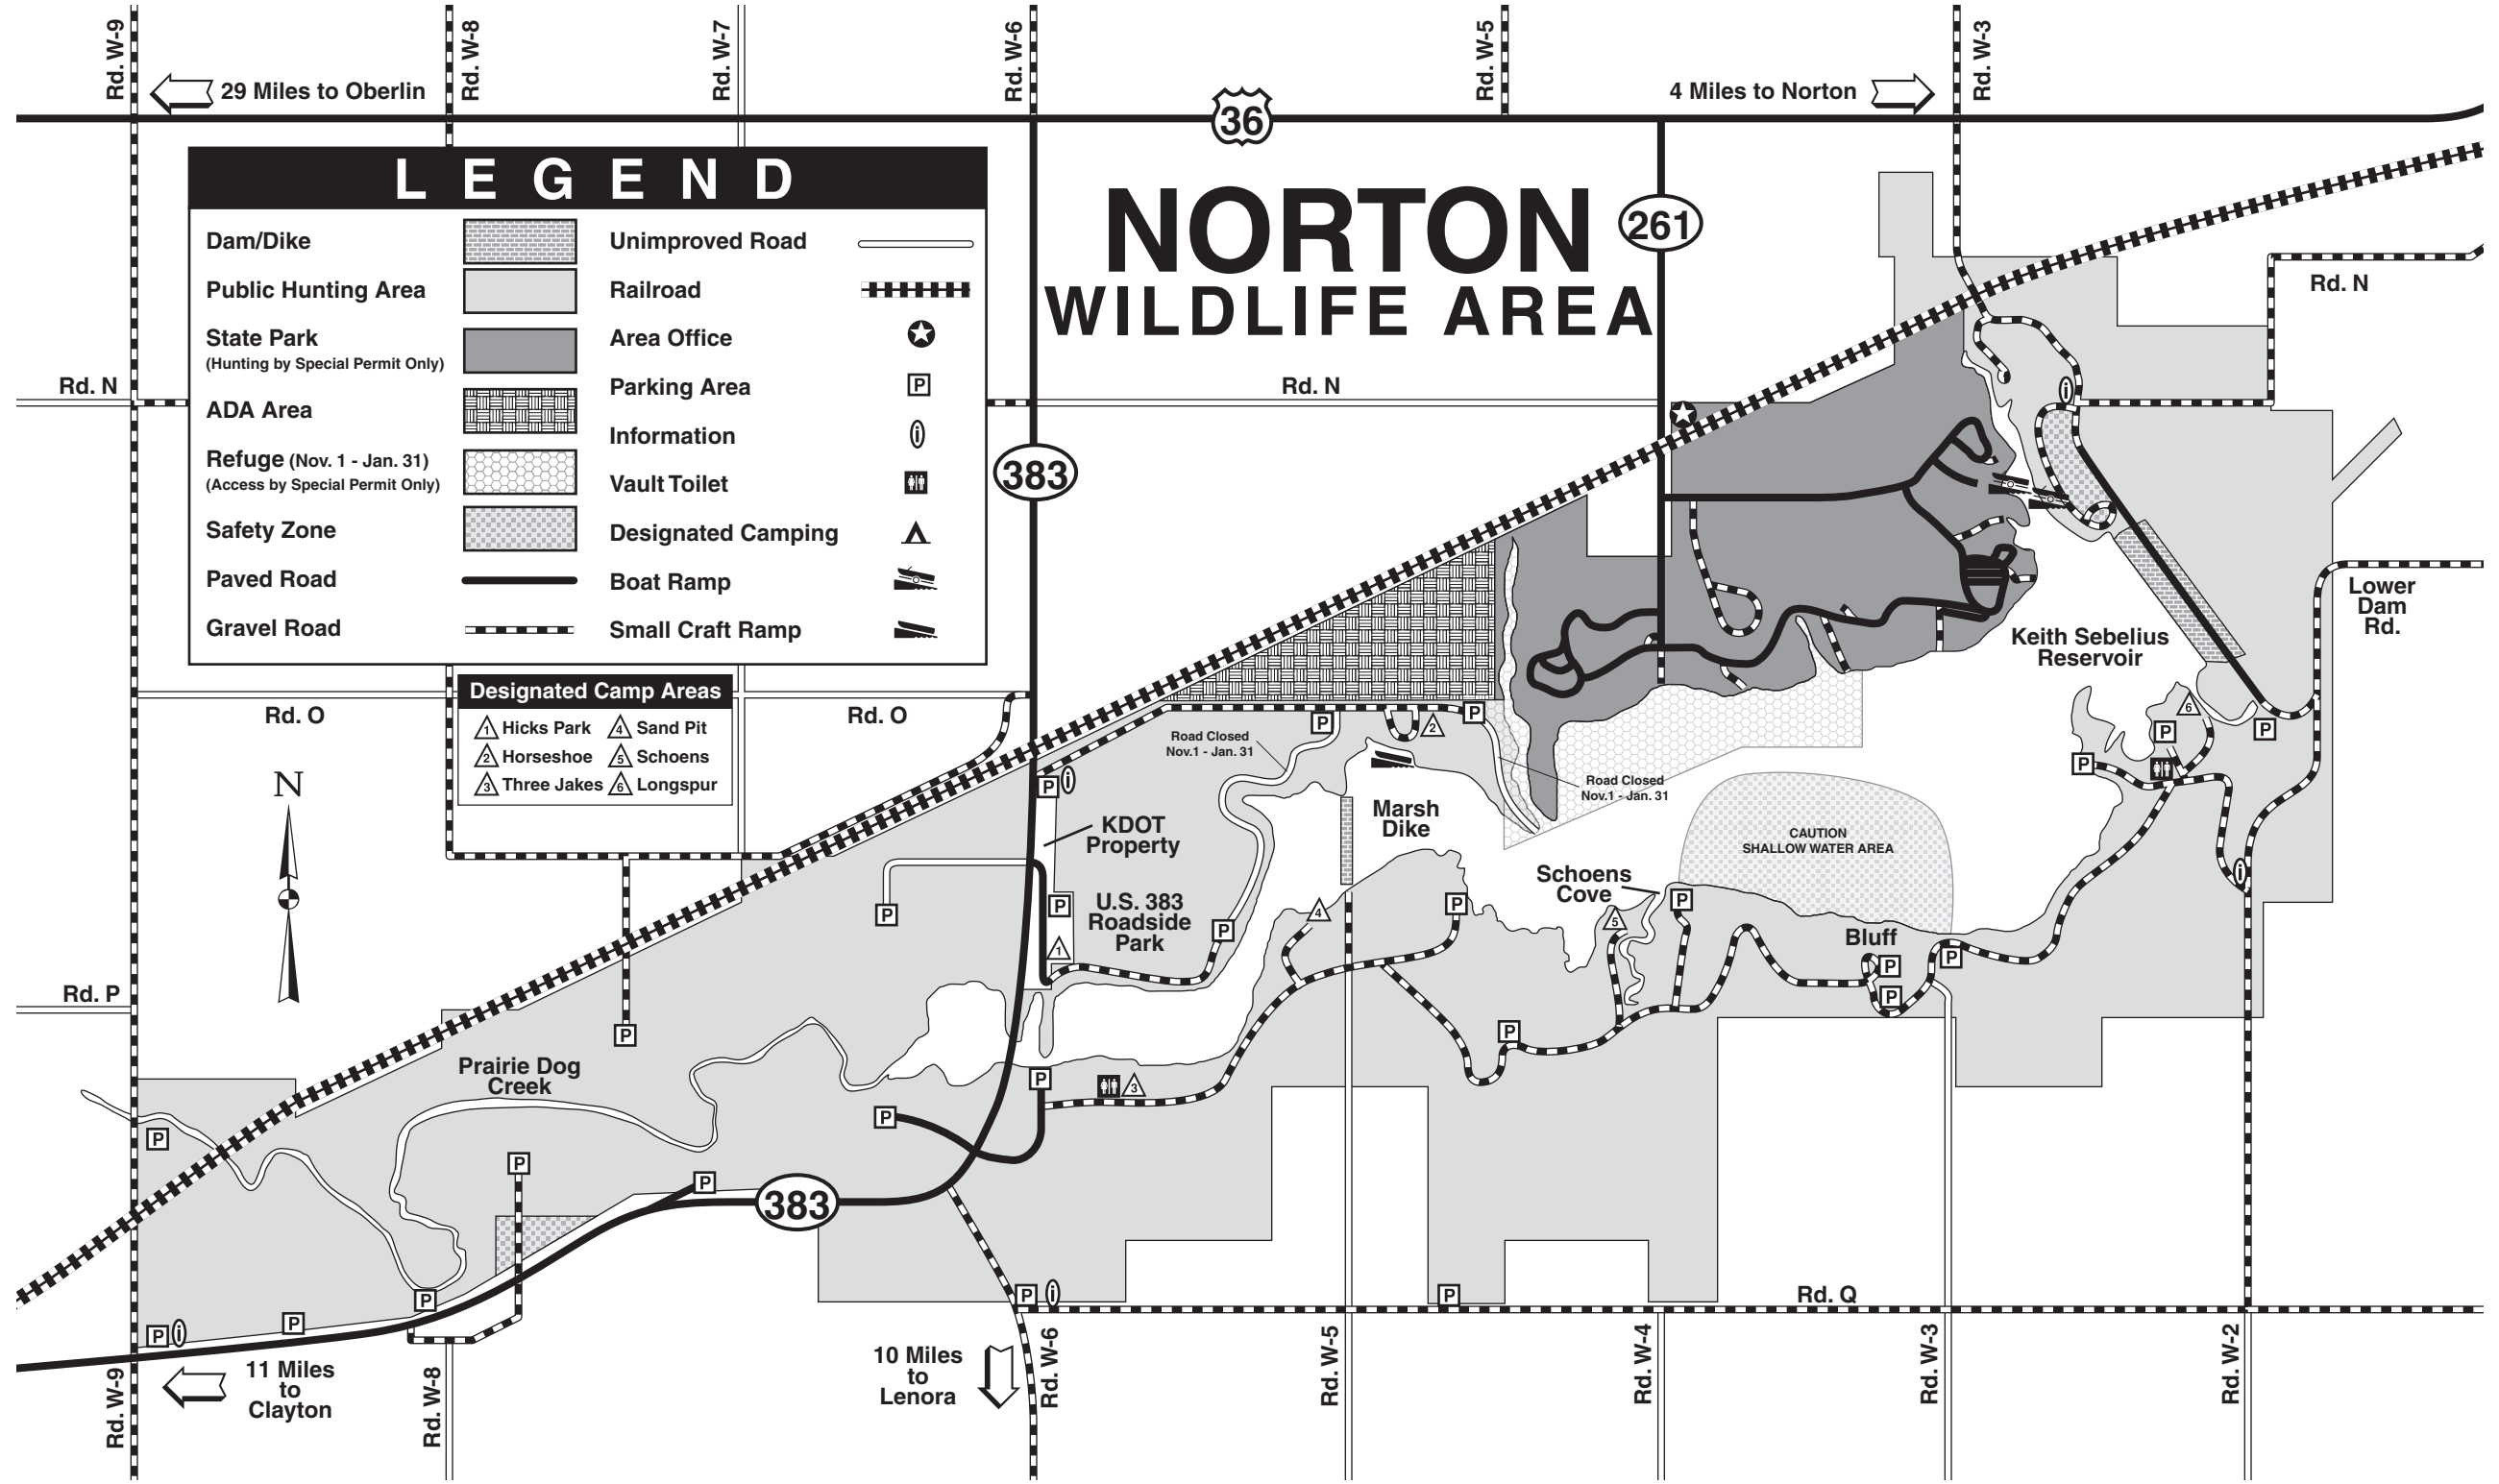 Rd. W-9
Rd. W-8
Rd. W-7
Rd. W-6
Rd. W-5
Rd. W-3
29 Miles to Oberlin
4 Miles to Norton
36
LEGEND
Dam/Dike
Public Hunting Area
State Park
(Hunting by Special Permit Only)
ADA Area
Refuge (Nov. 1 - Jan. 31)
(Access by Special Permit Only)
Safety Zone
Paved Road
Gravel Road
Unimproved Road
Railroad
Area Office
Parking Area
P
Information
i
Vault Toilet
Designated Camping
Boat Ramp
Small Craft Ramp
NORTON
WILDLIFE AREA
261
Rd. N
Rd. N
Rd. N
383
Lower
Dam
Rd.
Keith Sebelius
Reservoir
i
Designated Camp Areas
1 Hicks Park
2 Horseshoe
3 Three Jakes
4 Sand Pit
5 Schoens
6 Longspur
Rd. O
Rd. O
N
Road Closed
Nov.1 - Jan. 31
P
2
P
6
P
P
P
Road Closed
Nov.1 - Jan. 31
P
i
Marsh
Dike
KDOT
Property
CAUTION
SHALLOW WATER AREA
Schoens
Cove
i
P
P
U.S. 383
Roadside
Park
1
P
4
P
5
P
Bluff
P
P
P
Rd. P
P
P
Prairie Dog
Creek
P
3
P
P
P
P
383
P
P
P
i
P
i
P
Rd. Q
11 Miles
to
Clayton
10 Miles
to
Lenora
Rd. W-9
Rd. W-8
Rd. W-6
Rd. W-5
Rd. W-4
Rd. W-3
Rd. W-2